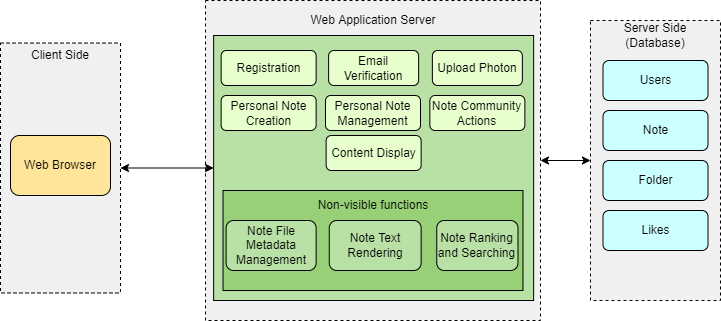 Client Side
Web Browser
Web Application Server
Registration
Email
Verification
Upload Photon
Personal Note
Creation
Personal Note
Management
Note Community
Actions
Content Display
Non-visible functions
Note File
Metadata
Management
Note Text
Rendering
Note Ranking
and Searching
Server Side
(Database)
Users
Note
Folder
Likes